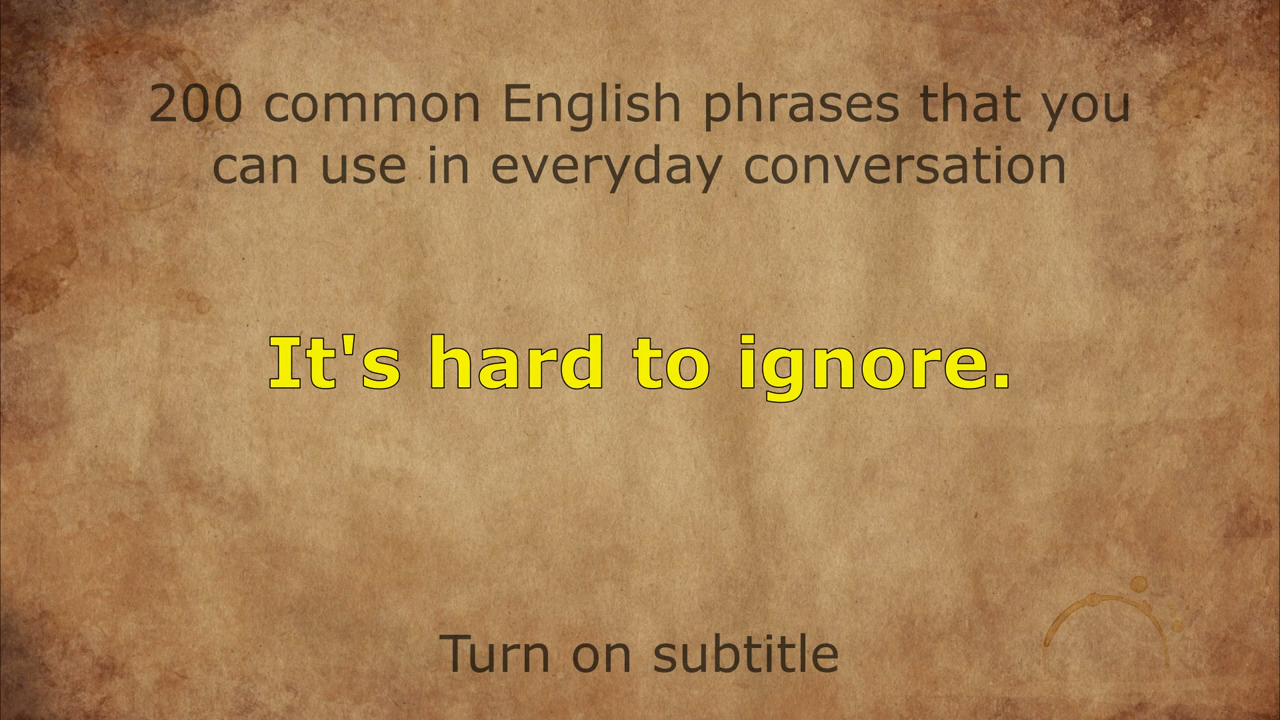 200 common English phrases that you
can use in everyday conversation
It's hard to ignore.
Turn on subtitle